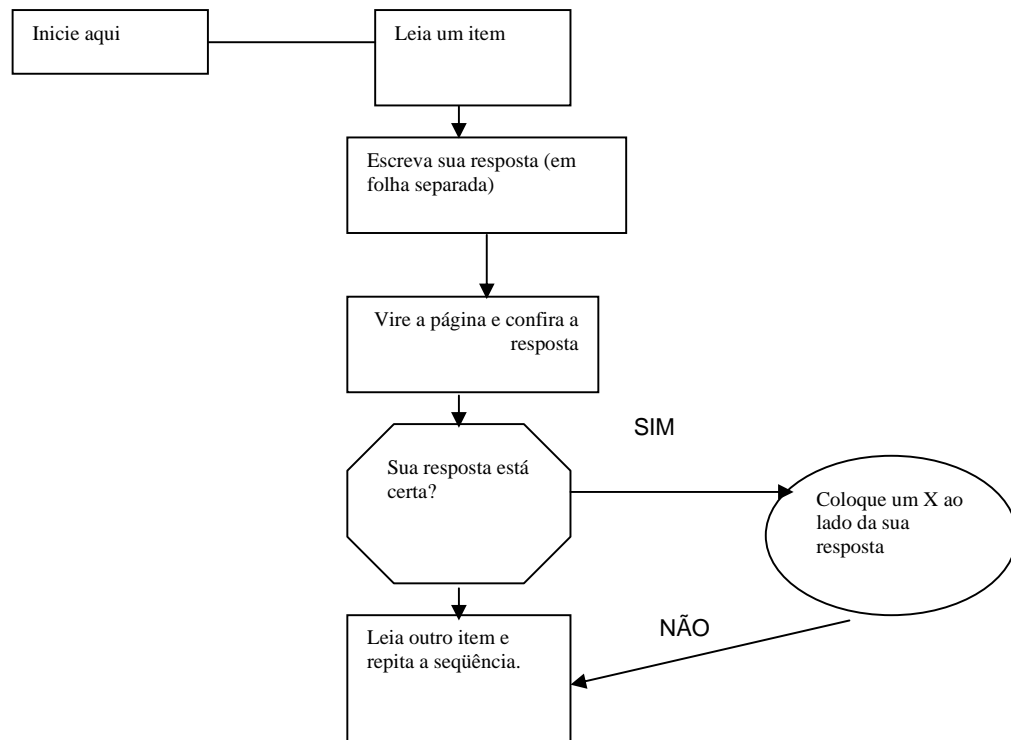 Inicie aqui
Leia um item
Escreva sua resposta (em
folha separada)
Vire a página e confira a
resposta
SIM
Sua resposta está
certa?
Coloque um X ao
lado da sua
resposta
NÃO
Leia outro item e
repita a seqüência.